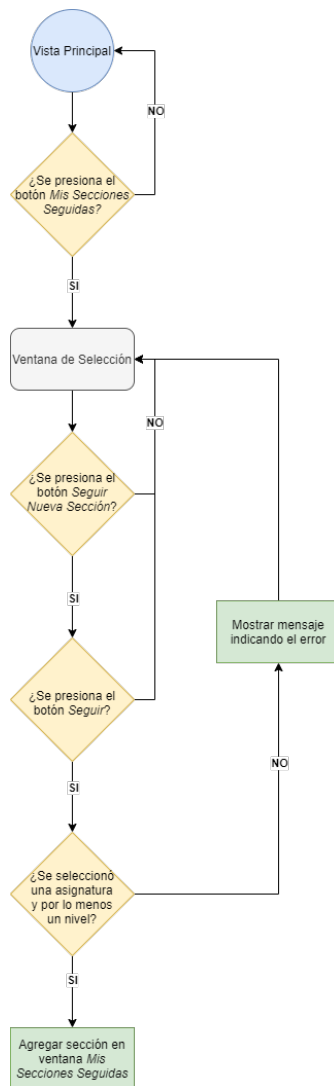 Vista Principal
NO
¿Se presiona el
botón Mis Secciones
Seguidas?
SI
Ventana de Selección
NO
¿Se presiona el
botón Seguir
Nueva Sección?
SI
Mostrar mensaje
indicando el error
¿Se presiona el
botón Seguir?
NO
SI
¿Se seleccionó
una asignatura
y por lo menos
un nivel?
SI
Agregar sección en
ventana Mis
Secciones Seguidas